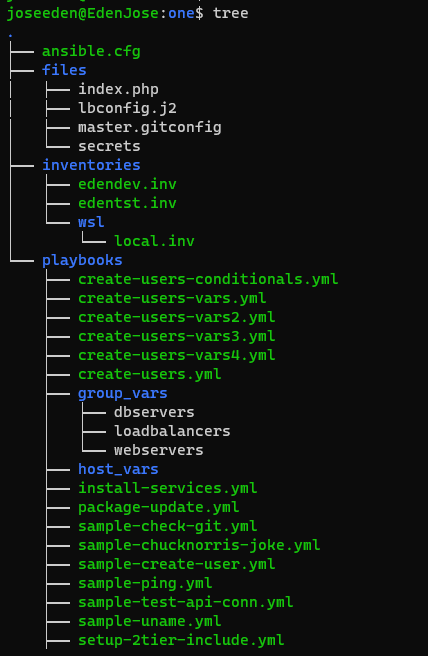 joseeden@EdenJose:one$ tree
.
├── ansible.cfg
├── files
│   ├── index.php
│   ├── lbconfig.j2
│   ├── master.gitconfig
│   └── secrets
├── inventories
│   ├── edendev.inv
│   ├── edentst.inv
│   └── wsl
│       └── local.inv
└── playbooks
    ├── create-users-conditionals.yml
    ├── create-users-vars.yml
    ├── create-users-vars2.yml
    ├── create-users-vars3.yml
    ├── create-users-vars4.yml
    ├── create-users.yml
    ├── group_vars
    │   ├── dbservers
    │   ├── loadbalancers
    │   └── webservers
    ├── host_vars
    ├── install-services.yml
    ├── package-update.yml
    ├── sample-check-git.yml
    ├── sample-chucknorris-joke.yml
    ├── sample-create-user.yml
    ├── sample-ping.yml
    ├── sample-test-api-conn.yml
    ├── sample-uname.yml
    ├── setup-2tier-include.yml